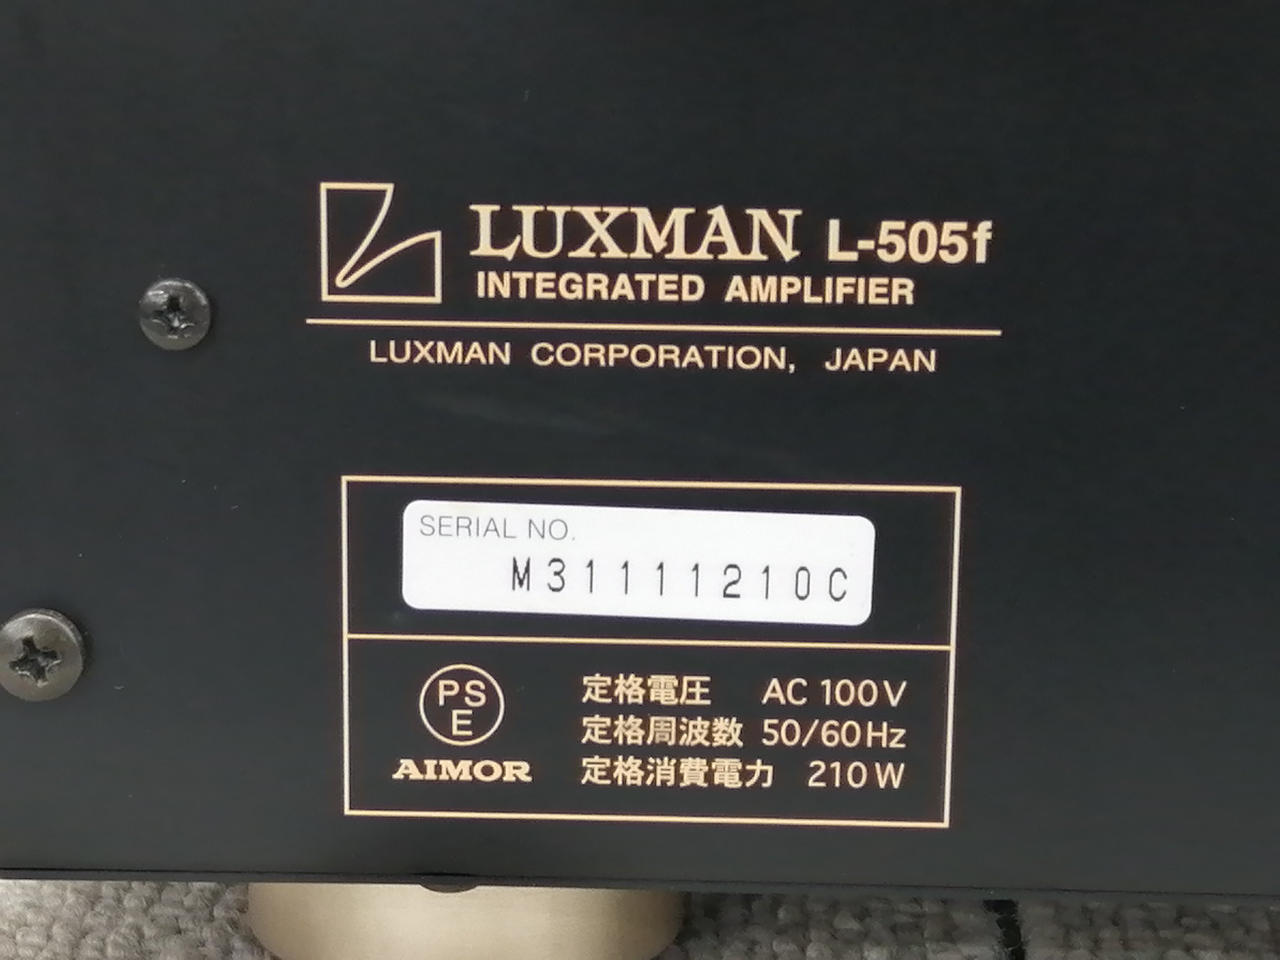 LUXMAN L-505f
INTEGRATED AMPLIFIER
LUXMAN CORPORATION, JAPAN
SERIAL NO.
M31111210C
PS
E
AIMOR
定格電圧 AC 100V
定格周波数 50/60Hz
定格消費電力 210W